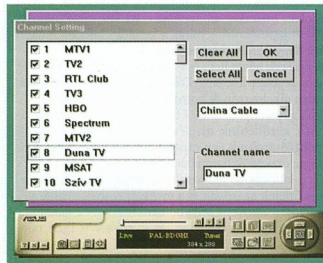 Channel Setting
1 MTV1
2 TV2
3 RTL Club
4 TV3
5 HBO
6 Spectrum
7 MTV2
8 Duna TV
9 MSAT
10 Szív TV
Clear All
OK
Select All
Cancel
China Cable
Channel name
Duna TV
ASUS
Live PAL-BDGHI Tuner
384 x 288